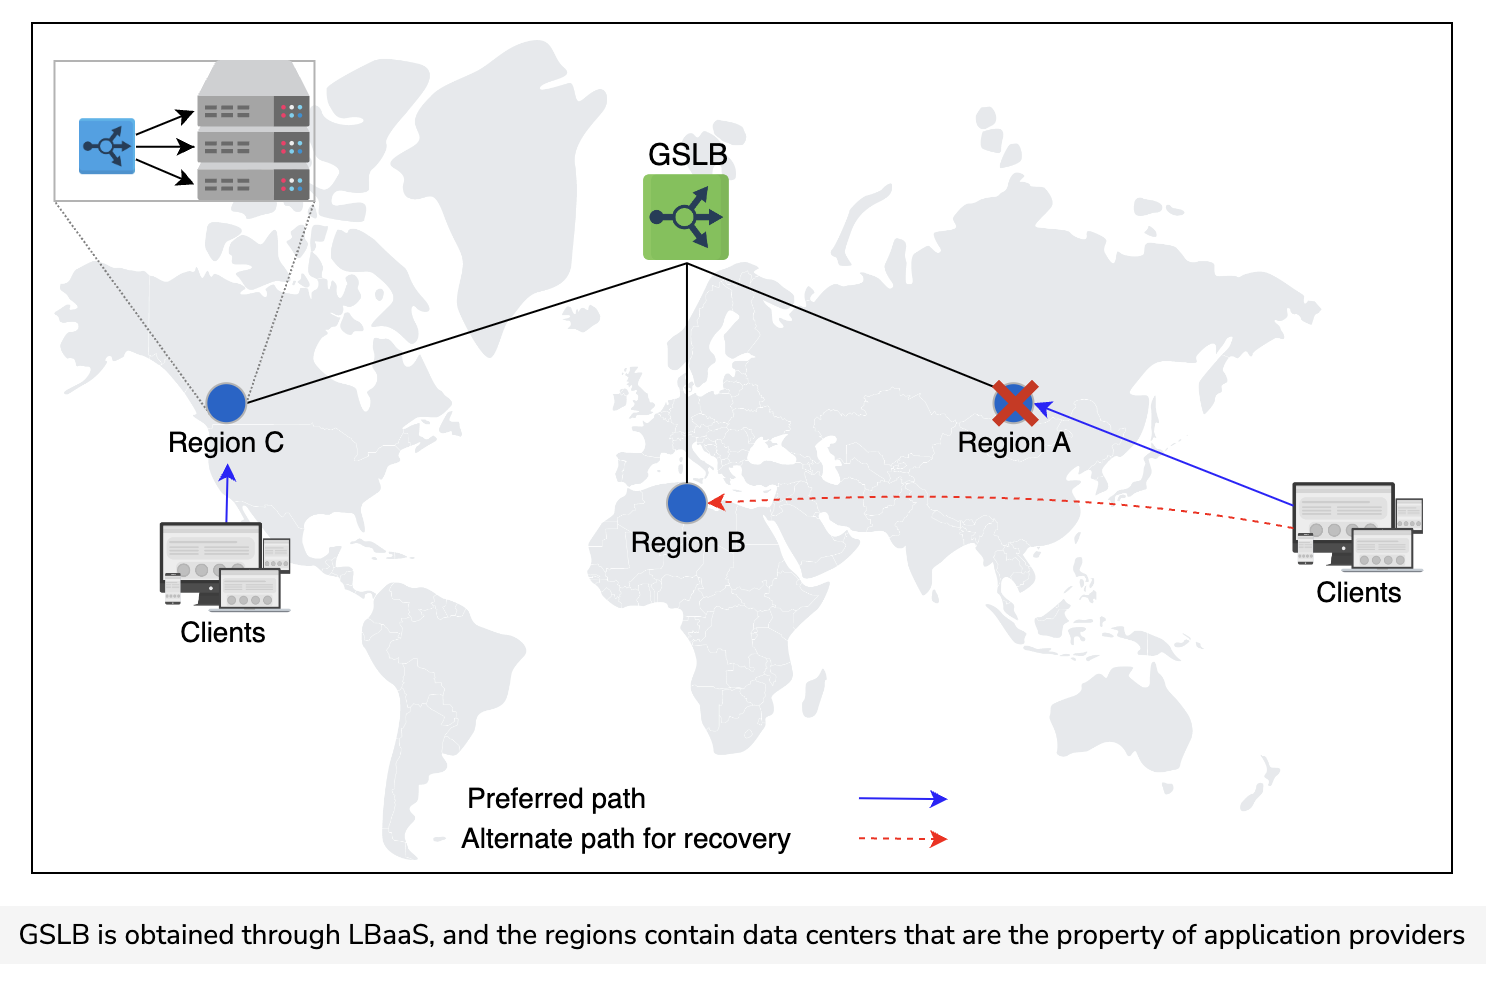 GSLB
Region C
Region A
Region B
Clients
Clients
Preferred path
Alternate path for recovery
GSLB is obtained through LBaaS, and the regions contain data centers that are the property of application providers